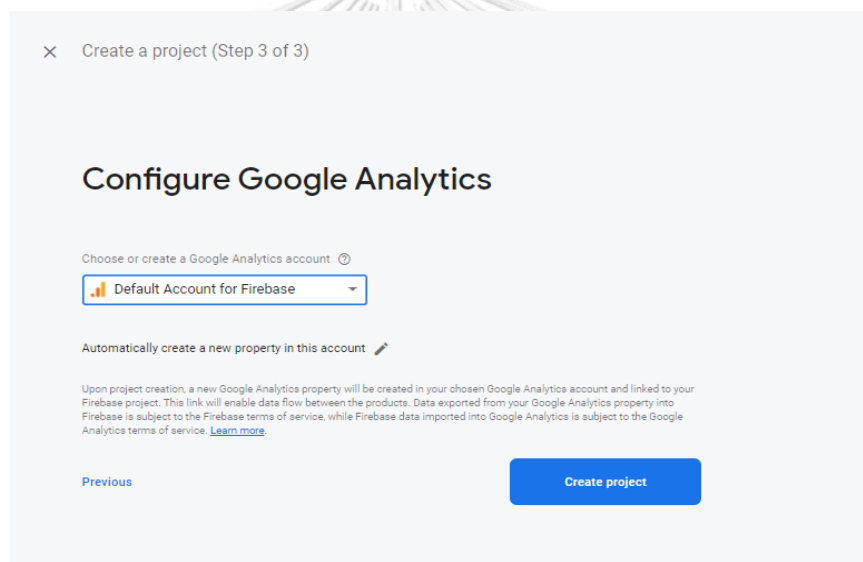 Create a project (Step 3 of 3)
Configure Google Analytics
Choose or create a Google Analytics account
Default Account for Firebase
Automatically create a new property in this account
Upon project creation, a new Google Analytics property will be created in your chosen Google Analytics account and linked to your
Firebase project. This link will enable data flow between the products. Data exported from your Google Analytics property into
Firebase is subject to the Firebase terms of service, while Firebase data imported into Google Analytics is subject to the Google
Analytics terms of service. Learn more.
Previous
Create project